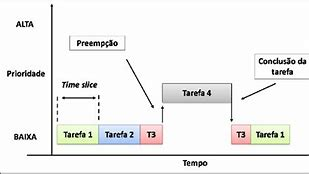 ALTA
Preempção
Conclusão da
tarefa
Prioridade
Time slice
Tarefa 4
BAIXA
Tarefa 1
Tarefa 2
T3
T3
Tarefa 1
Tempo